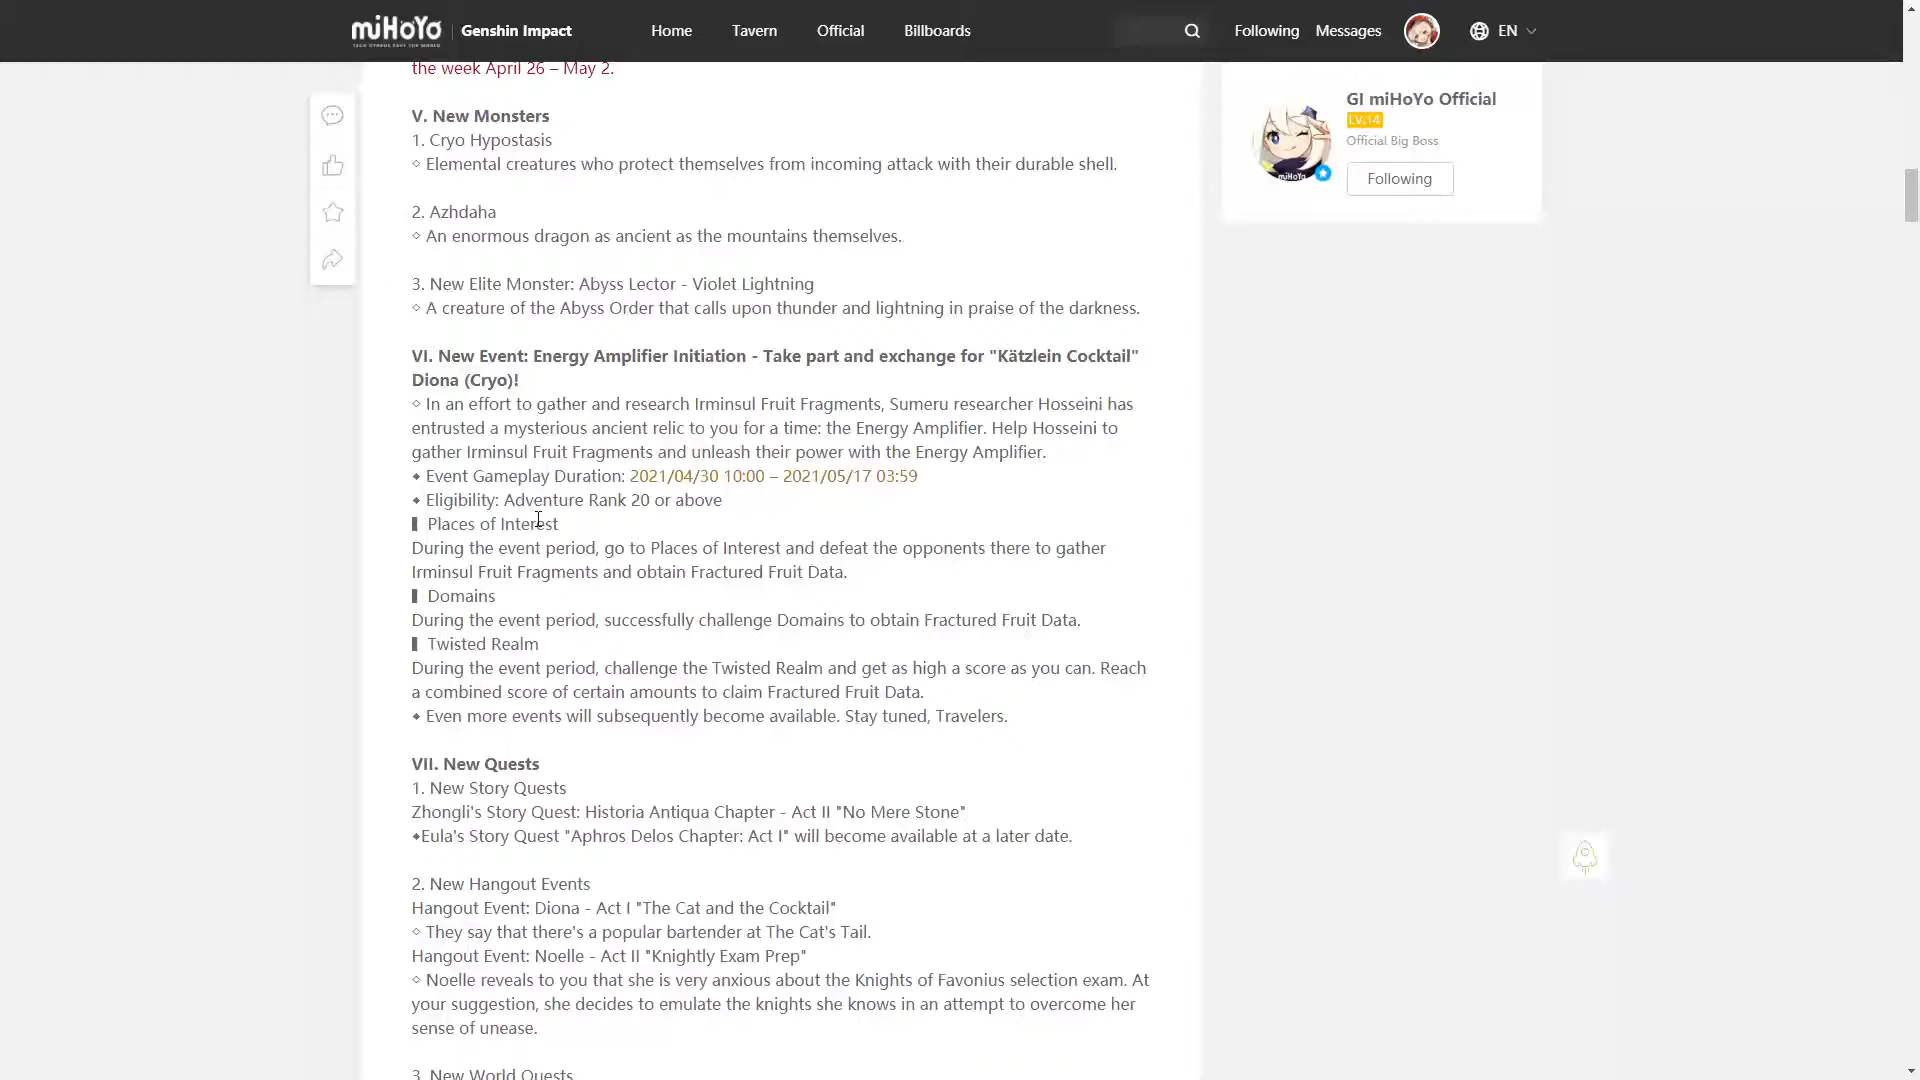 miHoYo
TECH OTAKUS SAVE THE WORLD
Genshin Impact
Home
Tavern
Official
Billboards
Following
Messages
EN
the week April 26 – May 2.
V. New Monsters
1. Cryo Hypostasis
◇ Elemental creatures who protect themselves from incoming attack with their durable shell.
2. Azhdaha
◇ An enormous dragon as ancient as the mountains themselves.
3. New Elite Monster: Abyss Lector - Violet Lightning
◇ A creature of the Abyss Order that calls upon thunder and lightning in praise of the darkness.
VI. New Event: Energy Amplifier Initiation - Take part and exchange for "Kätzlein Cocktail"
Diona (Cryo)!
◇ In an effort to gather and research Irminsul Fruit Fragments, Sumeru researcher Hosseini has
entrusted a mysterious ancient relic to you for a time: the Energy Amplifier. Help Hosseini to
gather Irminsul Fruit Fragments and unleash their power with the Energy Amplifier.
◆ Event Gameplay Duration: 2021/04/30 10:00 – 2021/05/17 03:59
◆ Eligibility: Adventure Rank 20 or above
▌ Places of Interest
During the event period, go to Places of Interest and defeat the opponents there to gather
Irminsul Fruit Fragments and obtain Fractured Fruit Data.
▌ Domains
During the event period, successfully challenge Domains to obtain Fractured Fruit Data.
▌ Twisted Realm
During the event period, challenge the Twisted Realm and get as high a score as you can. Reach
a combined score of certain amounts to claim Fractured Fruit Data.
◆ Even more events will subsequently become available. Stay tuned, Travelers.
VII. New Quests
1. New Story Quests
Zhongli's Story Quest: Historia Antiqua Chapter - Act II "No Mere Stone"
◆Eula's Story Quest "Aphros Delos Chapter: Act I" will become available at a later date.
2. New Hangout Events
Hangout Event: Diona - Act I "The Cat and the Cocktail"
◇ They say that there's a popular bartender at The Cat's Tail.
Hangout Event: Noelle - Act II "Knightly Exam Prep"
◇ Noelle reveals to you that she is very anxious about the Knights of Favonius selection exam. At
your suggestion, she decides to emulate the knights she knows in an attempt to overcome her
sense of unease.
3. New World Quests
GI miHoYo Official
LV.14
Official Big Boss
miHoYo
Following